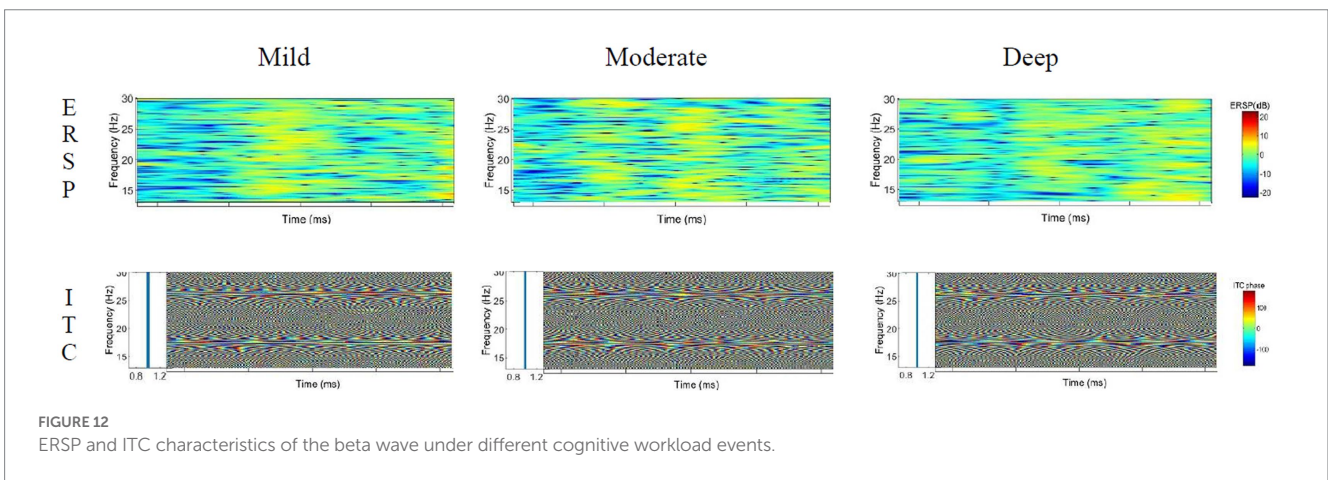 Mild Moderate Deep
E
R
S
P
30
25
20
15
Frequency (Hz)
Time (ms)
30
25
20
15
Frequency (Hz)
Time (ms)
30
25
20
15
Frequency (Hz)
Time (ms)
ERSP(dB)
20
10
0
-10
-20
I
T
C
30
25
20
15
Frequency (Hz)
0.8 1.2
Time (ms)
30
25
20
15
Frequency (Hz)
0.8 1.2
Time (ms)
30
25
20
15
Frequency (Hz)
0.8 1.2
Time (ms)
ITC phase
100
0
-100
FIGURE 12
ERSP and ITC characteristics of the beta wave under different cognitive workload events.